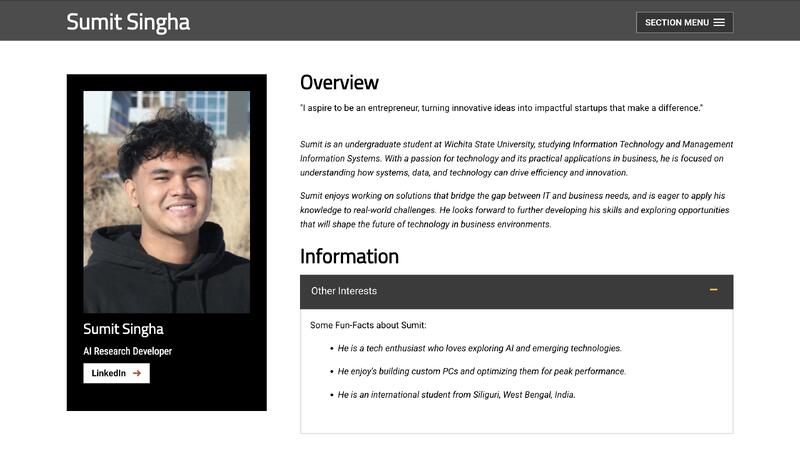 Sumit Singha
SECTION MENU
Sumit Singha
AI Research Developer
LinkedIn
Overview
"I aspire to be an entrepreneur, turning innovative ideas into impactful startups that make a difference."
Sumit is an undergraduate student at Wichita State University, studying Information Technology and Management
Information Systems. With a passion for technology and its practical applications in business, he is focused on
understanding how systems, data, and technology can drive efficiency and innovation.
Sumit enjoys working on solutions that bridge the gap between IT and business needs, and is eager to apply his
knowledge to real-world challenges. He looks forward to further developing his skills and exploring opportunities
that will shape the future of technology in business environments.
Information
Other Interests
Some Fun-Facts about Sumit:
• He is a tech enthusiast who loves exploring AI and emerging technologies.
• He enjoy's building custom PCs and optimizing them for peak performance.
• He is an international student from Siliguri, West Bengal, India.